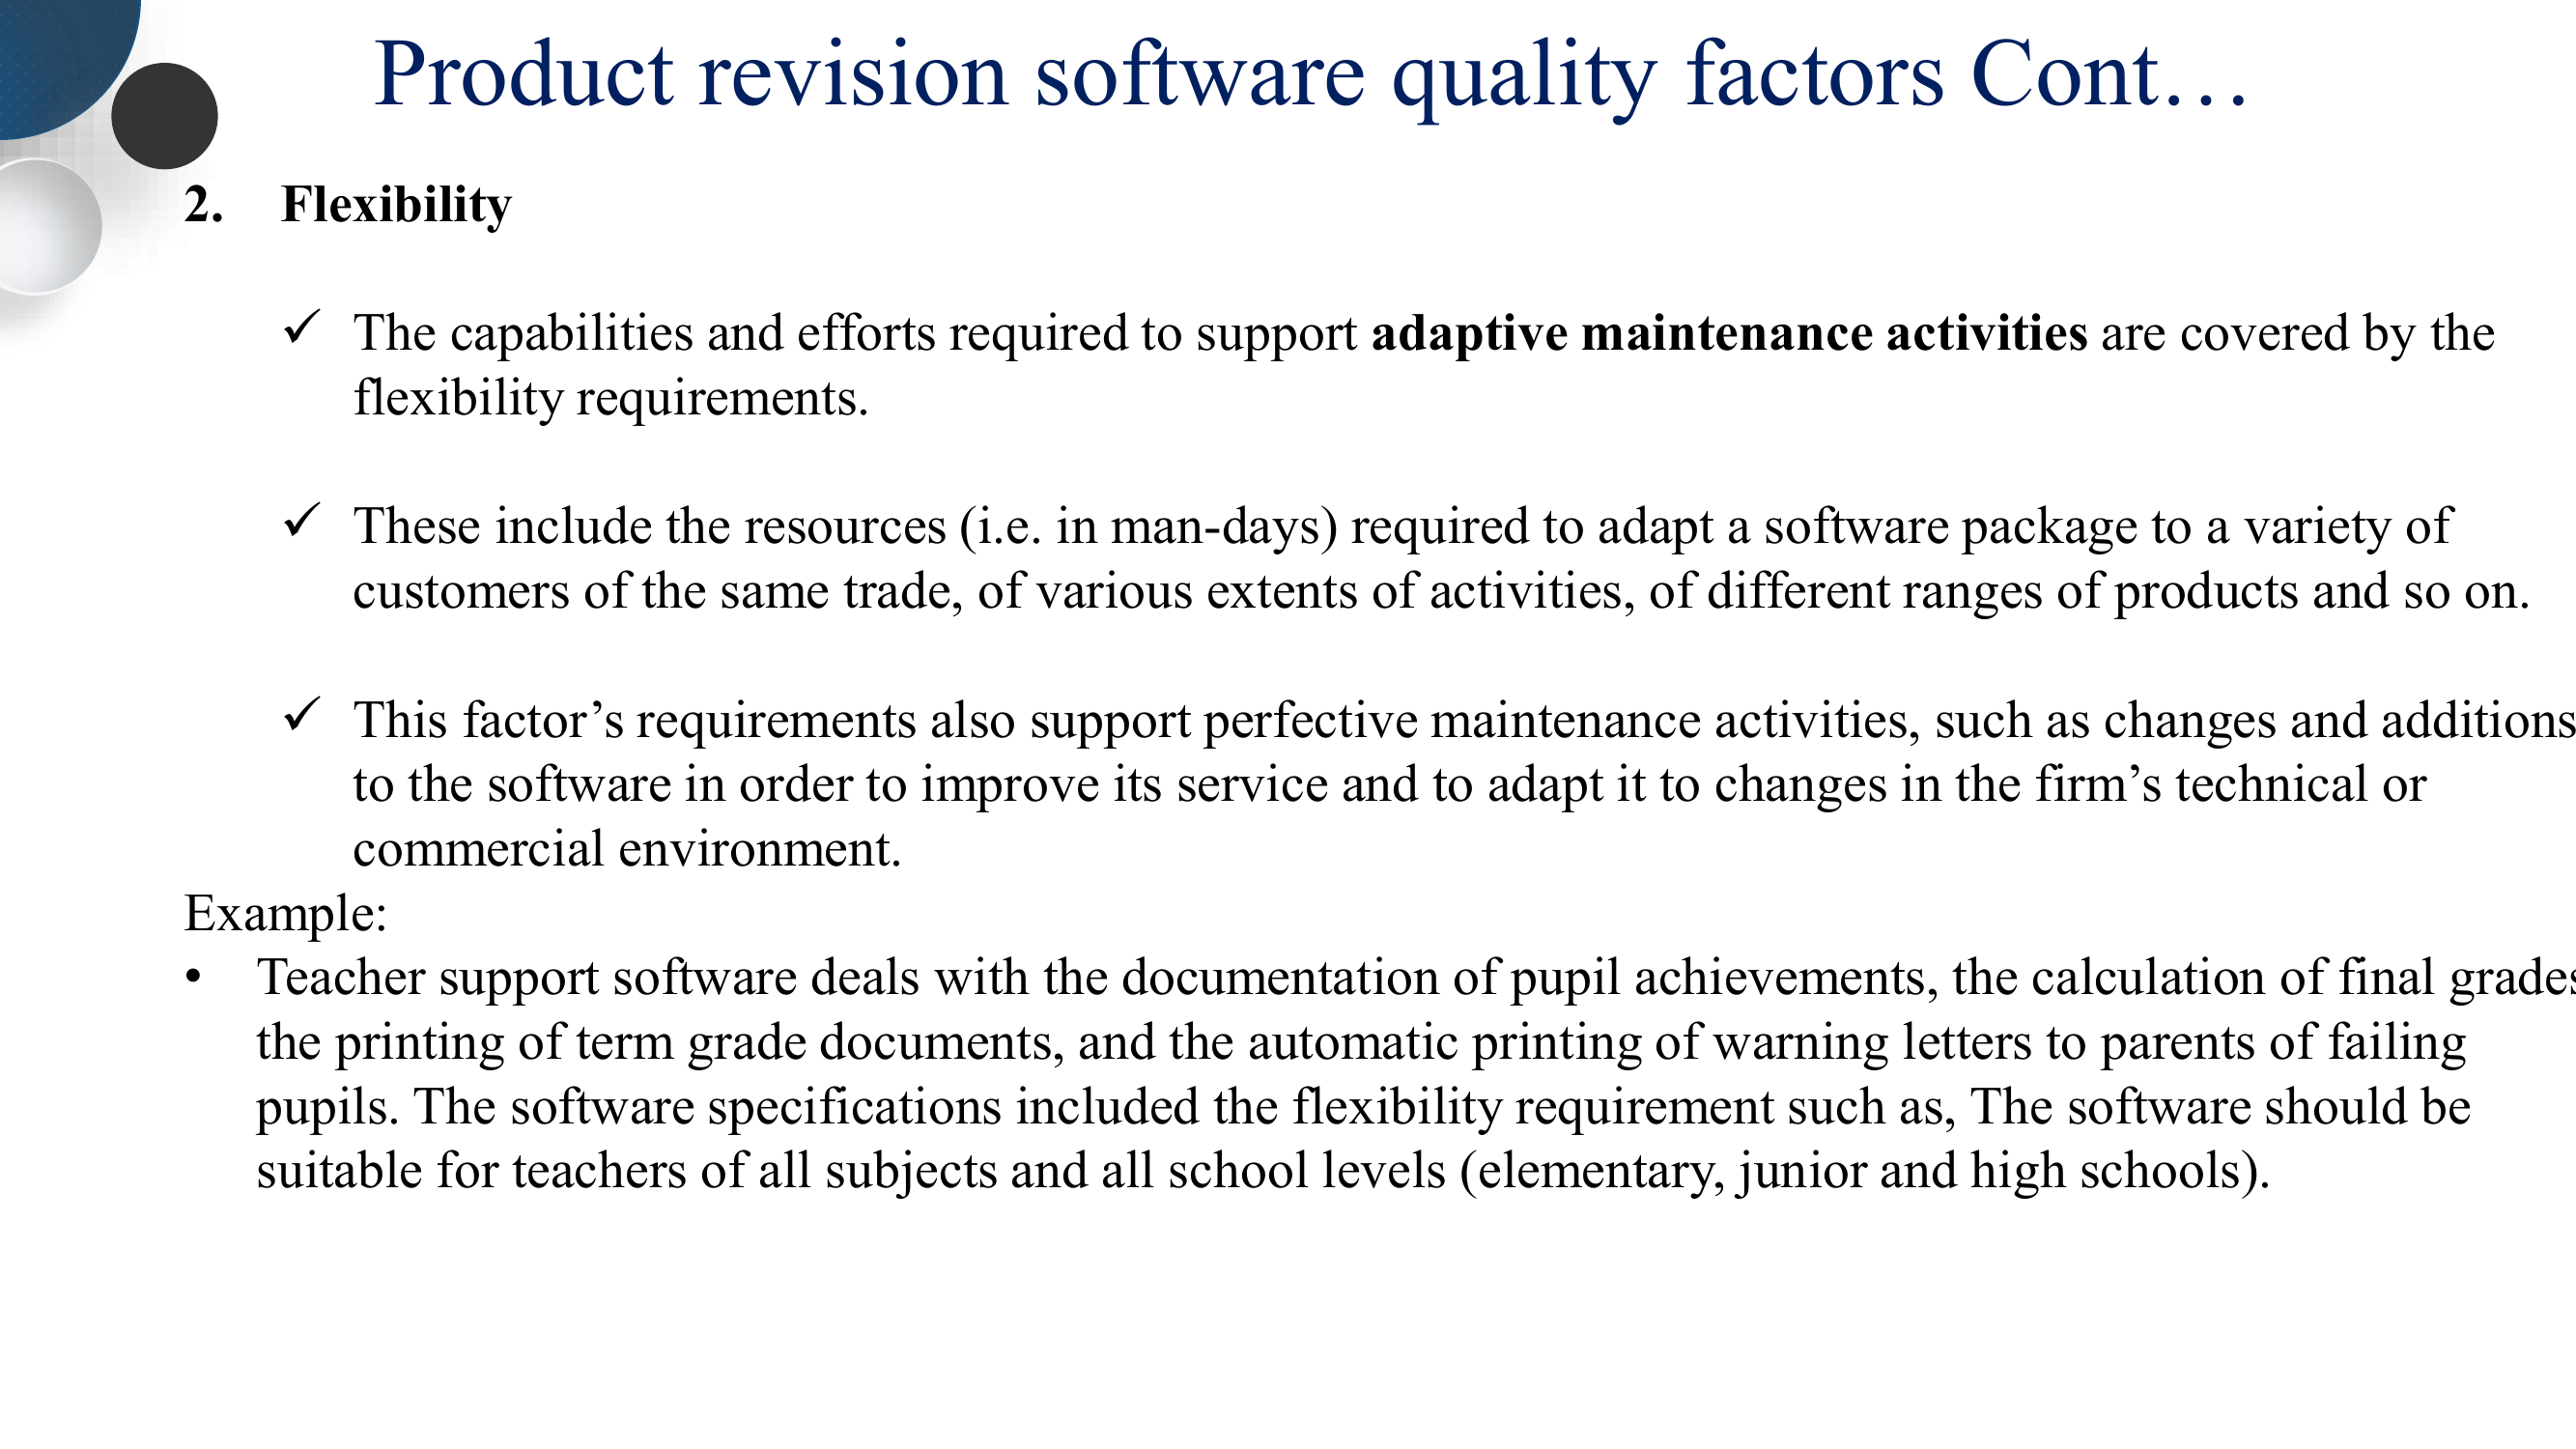 Product revision software quality factors Cont…
2. Flexibility
✓ The capabilities and efforts required to support adaptive maintenance activities are covered by the
flexibility requirements.
✓ These include the resources (i.e. in man-days) required to adapt a software package to a variety of
customers of the same trade, of various extents of activities, of different ranges of products and so on.
✓ This factor’s requirements also support perfective maintenance activities, such as changes and additions
to the software in order to improve its service and to adapt it to changes in the firm’s technical or
commercial environment.
Example:
• Teacher support software deals with the documentation of pupil achievements, the calculation of final grades
the printing of term grade documents, and the automatic printing of warning letters to parents of failing
pupils. The software specifications included the flexibility requirement such as, The software should be
suitable for teachers of all subjects and all school levels (elementary, junior and high schools).